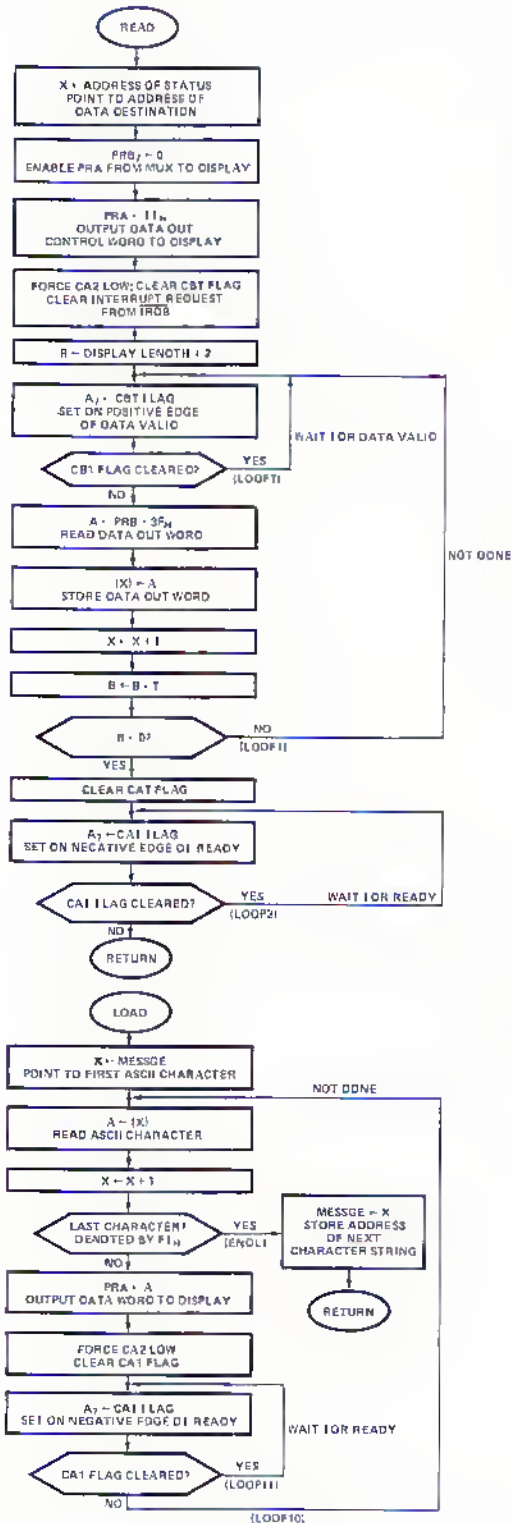 READ
X ← ADDRESS OF STATUS
POINT TO ADDRESS OF
DATA DESTINATION
PRB₇ ← 0
ENABLE PRA FROM MUX TO DISPLAY
PRA ← FFH
OUTPUT DATA OUT
CONTROL WORD TO DISPLAY
FORCE CA2 LOW; CLEAR CB1 FLAG
CLEAR INTERRUPT REQUEST
FROM IRQB
B ← DISPLAY LENGTH + 2
A₇ ← CB1 FLAG
SET ON POSITIVE EDGE
OF DATA VALID
WAIT FOR DATA VALID
CB1 FLAG CLEARED?
YES
(LOOP7)
NO
A ← PRB · 3FH
READ DATA OUT WORD
NOT DONE
(X) ← A
STORE DATA OUT WORD
X ← X + 1
B ← B - 1
B = 0?
NO
(LOOP1)
YES
CLEAR CA1 FLAG
A₇ ← CA1 FLAG
SET ON NEGATIVE EDGE OF READY
CA1 FLAG CLEARED?
YES
(LOOP2)
WAIT FOR READY
NO
RETURN
LOAD
X ← MESSGE
POINT TO FIRST ASCII CHARACTER
NOT DONE
A ← (X)
READ ASCII CHARACTER
X ← X + 1
LAST CHARACTER?
DENOTED BY FFH
YES
(ENDL1)
MESSGE ← X
STORE ADDRESS
OF NEXT
CHARACTER STRING
NO
RETURN
PRA ← A
OUTPUT DATA WORD TO DISPLAY
FORCE CA2 LOW
CLEAR CA1 FLAG
A₇ ← CA1 FLAG
SET ON NEGATIVE EDGE OF READY
WAIT FOR READY
CA1 FLAG CLEARED?
YES
(LOOP11)
NO
(LOOP10)